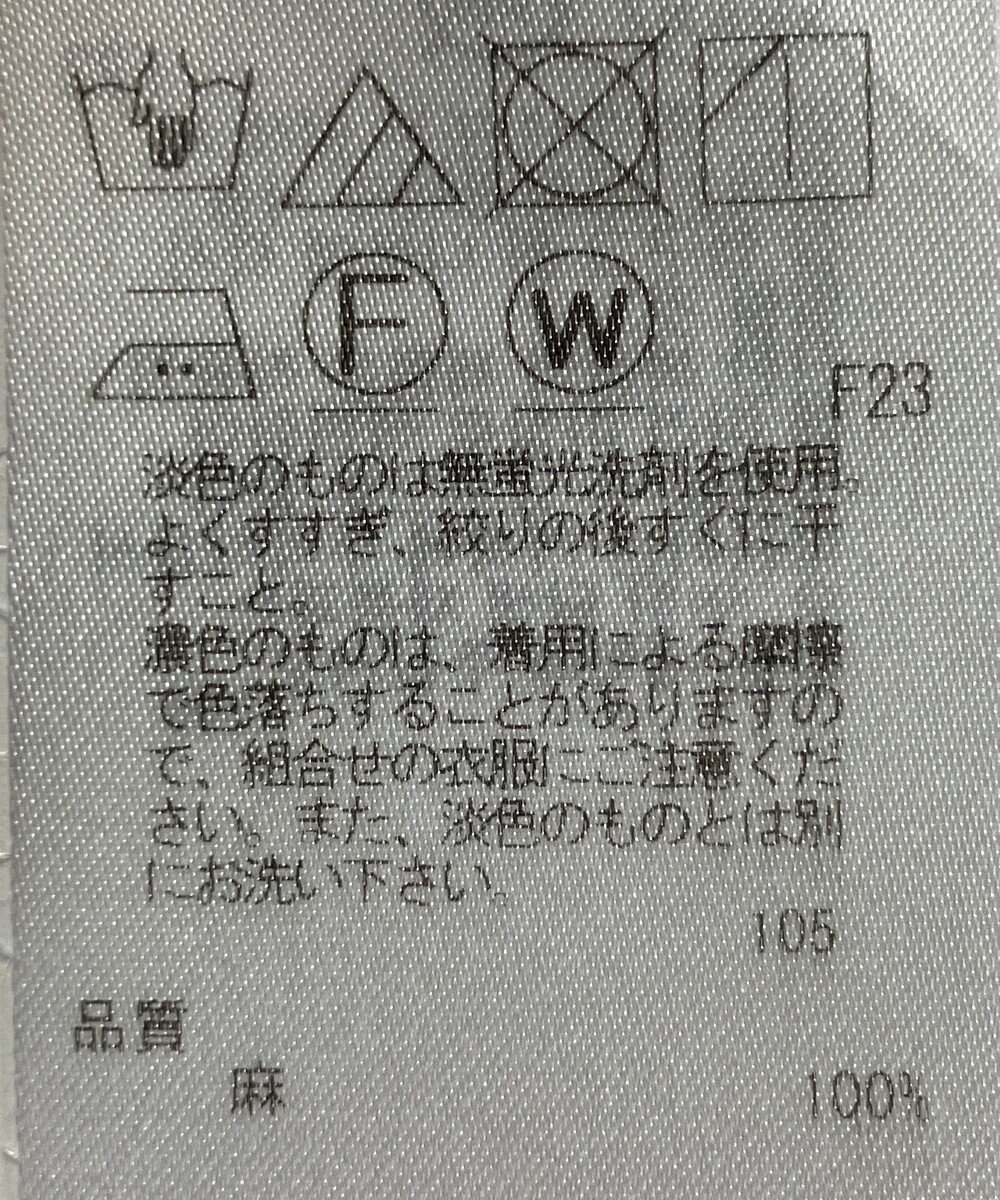 F
W
F23
淡色のものは無蛍光洗剤を使用。
よくすすぎ、絞りの後すぐに干
すこと。
濃色のものは、着用による摩擦
で色落ちすることがありますの
で、組合せの衣服にご注意くだ
さい。また、淡色のものとは別
にお洗い下さい。
105
品質
麻 100%